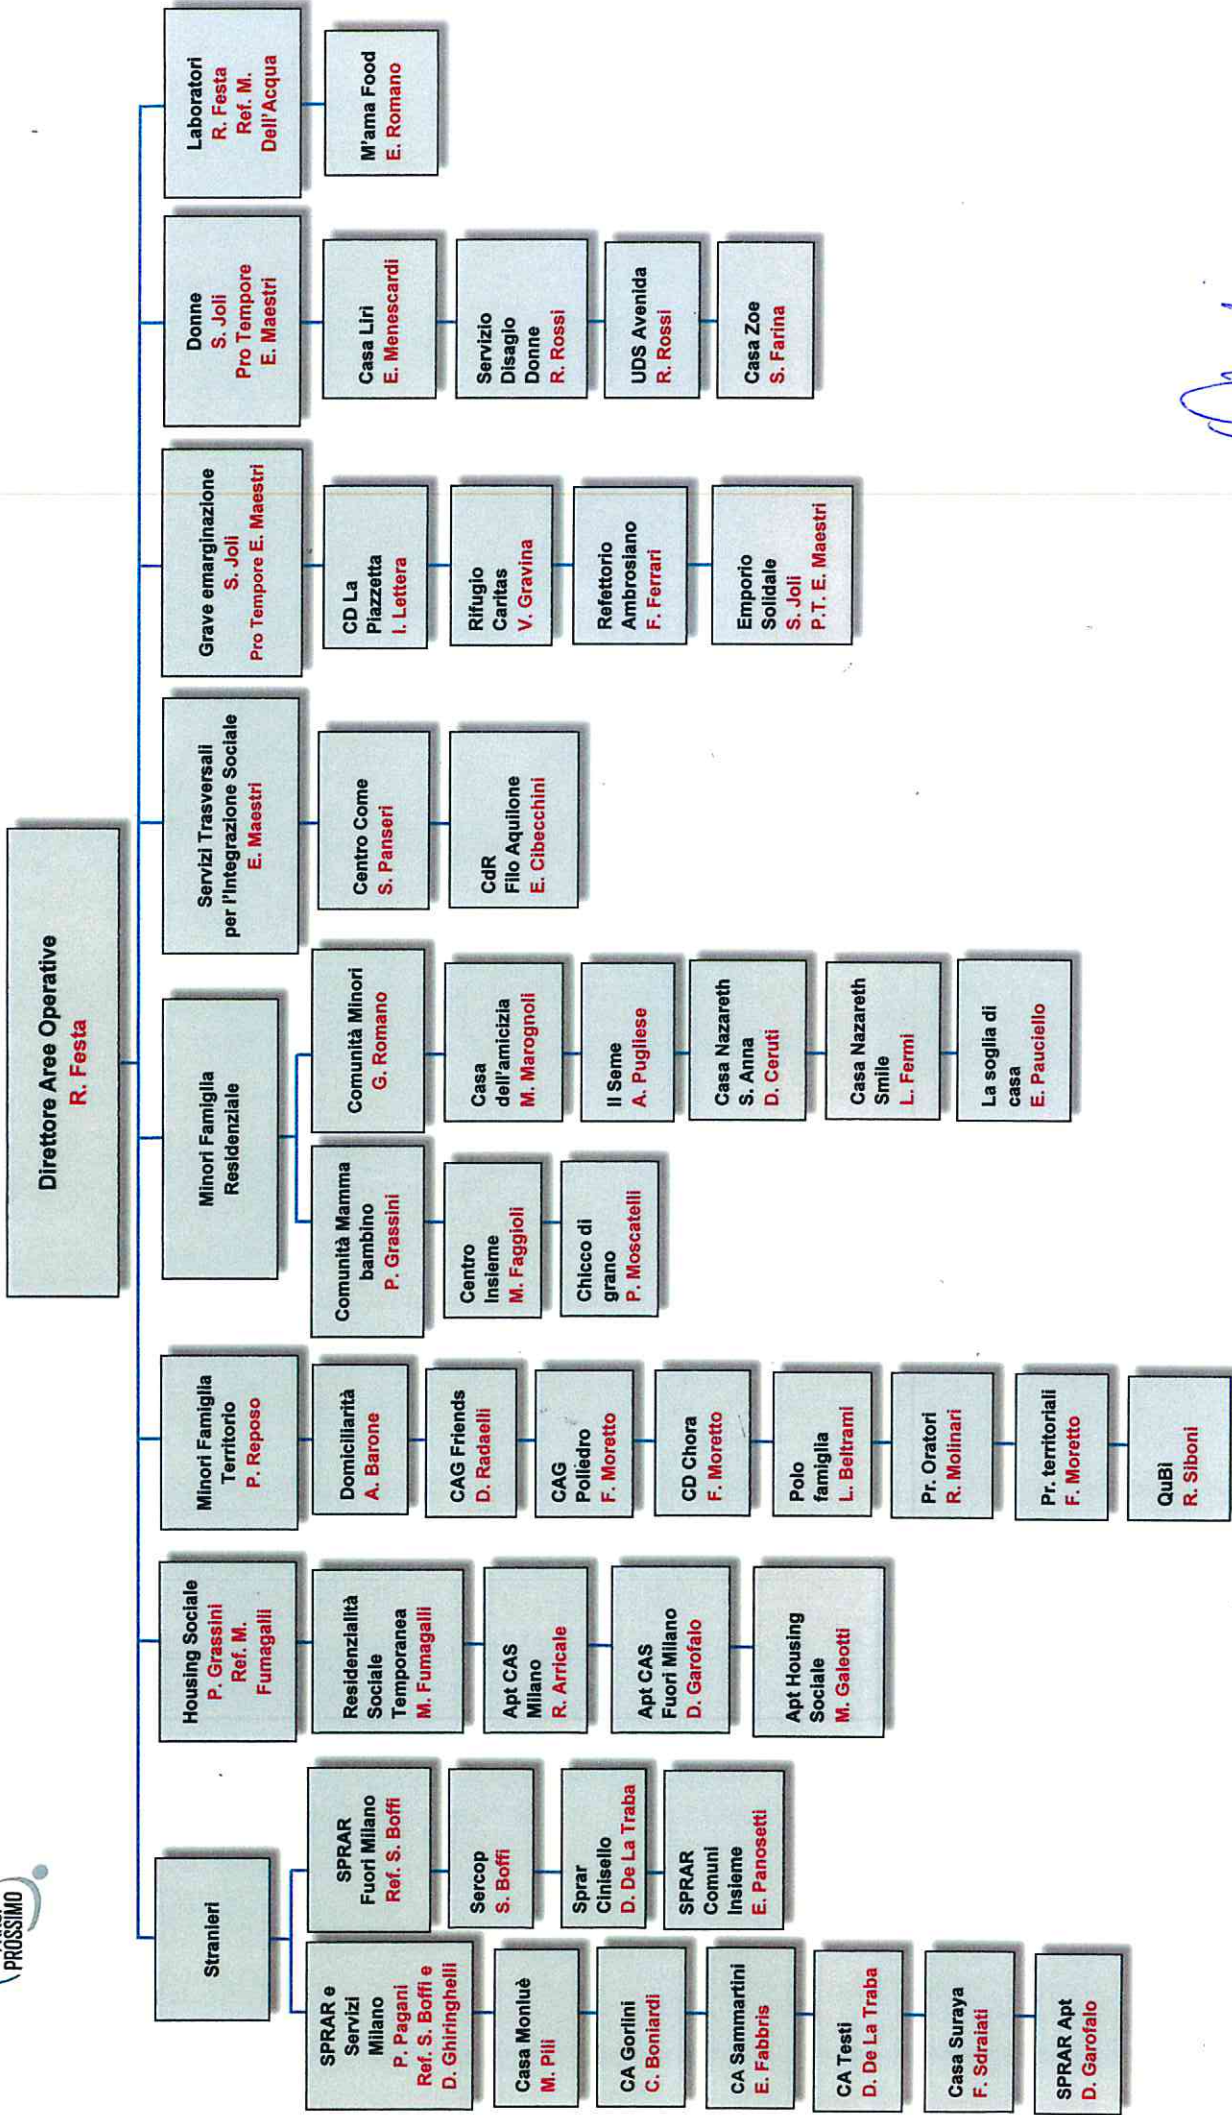 PROSSIMO
Direttore Aree Operative
R. Festa
Stranieri
SPRAR e
Servizi
Milano
P. Pagani
Ref. S. Boffi e
D. Ghiringhelli
Casa Monluè
M. Pili
CA Gorlini
C. Boniardi
CA Sammartini
E. Fabbris
CA Testi
D. De La Traba
Casa Suraya
F. Sdraiati
SPRAR Apt
D. Garofalo
SPRAR
Fuori Milano
Ref. S. Boffi
Sercop
S. Boffi
Sprar
Cinisello
D. De La Traba
SPRAR
Comuni
Insieme
E. Panosetti
Housing Sociale
P. Grassini
Ref. M.
Fumagalli
Residenzialità
Sociale
Temporanea
M. Fumagalli
Apt CAS
Milano
R. Arricale
Apt CAS
Fuori Milano
D. Garofalo
Apt Housing
Sociale
M. Galeotti
Minori Famiglia
Territorio
P. Reposo
Domiciliarità
A. Barone
CAG Friends
D. Radaelli
CAG
Poliedro
F. Moretto
CD Chora
F. Moretto
Polo
famiglia
L. Beltrami
Pr. Oratori
R. Molinari
Pr. territoriali
F. Moretto
QuBì
R. Siboni
Minori Famiglia
Residenziale
Comunità Mamma
bambino
P. Grassini
Centro
Insieme
M. Faggioli
Chicco di
grano
P. Moscatelli
Comunità Minori
G. Romano
Casa
dell'amicizia
M. Marognoli
Il Seme
A. Pugliese
Casa Nazareth
S. Anna
D. Ceruti
Casa Nazareth
Smile
L. Fermi
La soglia di
casa
E. Pauciello
Servizi Trasversali
per l'Integrazione Sociale
E. Maestri
Centro Come
S. Panseri
CdR
Filo Aquilone
E. Cibecchini
Grave emarginazione
S. Joli
Pro Tempore E. Maestri
CD La
Piazzetta
I. Lettera
Rifugio
Caritas
V. Gravina
Refettorio
Ambrosiano
F. Ferrari
Emporio
Solidale
S. Joli
P.T. E. Maestri
Donne
S. Joli
Pro Tempore
E. Maestri
Casa Liri
E. Menescardi
Servizio
Disagio
Donne
R. Rossi
UDS Avenida
R. Rossi
Casa Zoe
S. Farina
Laboratori
R. Festa
Ref. M.
Dell'Acqua
M'ama Food
E. Romano